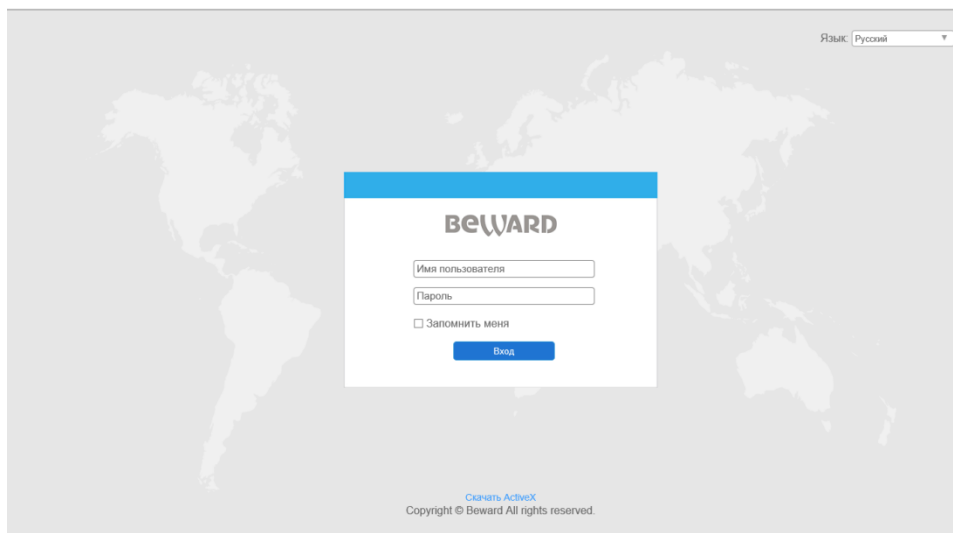 Язык: Русский
BEWARD
Имя пользователя
Пароль
Запомнить меня
Вход
Скачать ActiveX
Copyright © Beward All rights reserved.